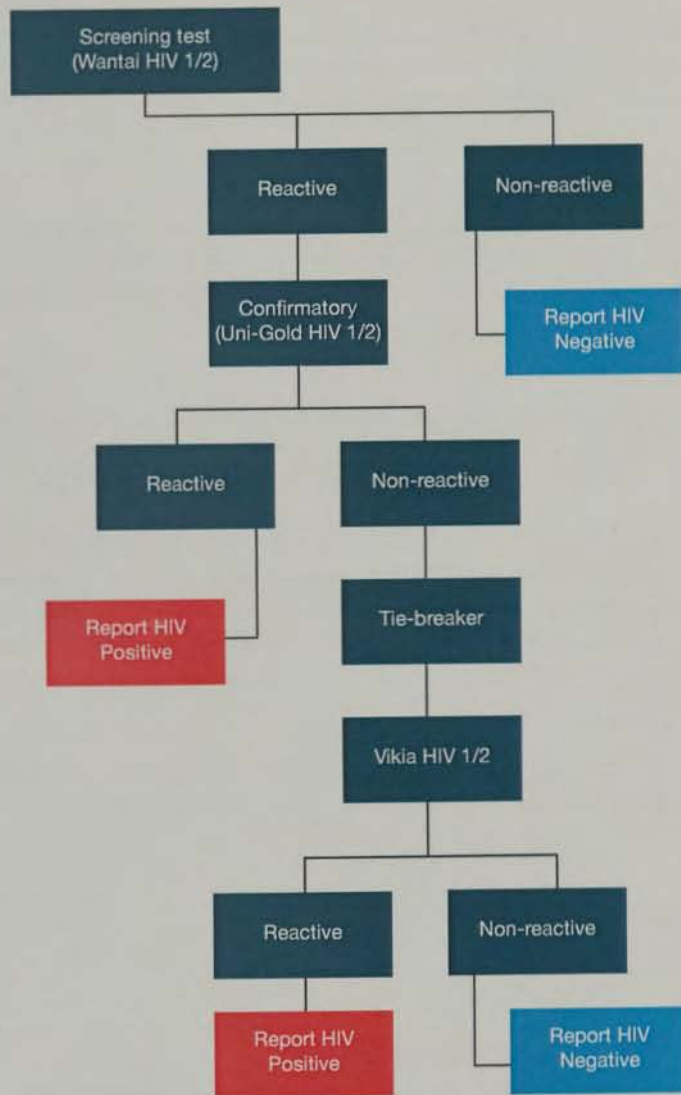 Screening test
(Wantai HIV 1/2)
Reactive
Non-reactive
Confirmatory
(Uni-Gold HIV 1/2)
Report HIV
Negative
Reactive
Non-reactive
Report HIV
Positive
Tie-breaker
Vikia HIV 1/2
Reactive
Non-reactive
Report HIV
Positive
Report HIV
Negative